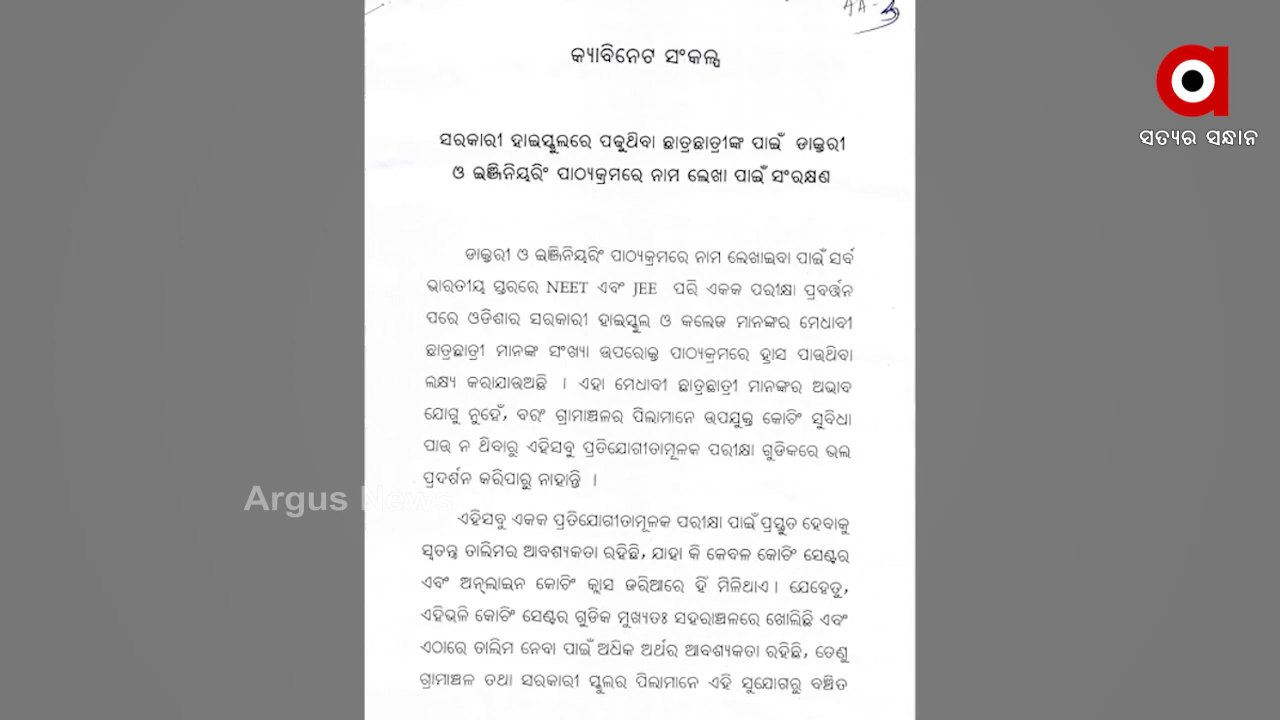 କ୍ୟାବିନେଟ ସଂକଳ୍ପ
ସତ୍ୟର ସନ୍ଧାନ
ସରକାରୀ ହାଇସ୍କୁଲରେ ପଢୁଥିବା ଛାତ୍ରଛାତ୍ରୀଙ୍କ ପାଇଁ ଡାକ୍ତରୀ
ଓ ଇଞ୍ଜିନିୟରିଂ ପାଠ୍ୟକ୍ରମରେ ନାମ ଲେଖା ପାଇଁ ସଂରକ୍ଷଣ
ଡାକ୍ତରୀ ଓ ଇଞ୍ଜିନିୟରିଂ ପାଠ୍ୟକ୍ରମରେ ନାମ ଲେଖାଇବା ପାଇଁ ସର୍ବ
ଭାରତୀୟ ସ୍ତରରେ NEET ଏବଂ JEE ପରି ଏକକ ପରୀକ୍ଷା ପ୍ରବର୍ତ୍ତନ
ପରେ ଓଡିଶାର ସରକାରୀ ହାଇସ୍କୁଲ ଓ କଲେଜ ମାନଙ୍କର ମେଧାବୀ
ଛାତ୍ରଛାତ୍ରୀ ମାନଙ୍କ ସଂଖ୍ୟା ଉପରୋକ୍ତ ପାଠ୍ୟକ୍ରମରେ ହ୍ରାସ ପାଉଥିବା
ଲକ୍ଷ୍ୟ କରାଯାଉଅଛି । ଏହା ମେଧାବୀ ଛାତ୍ରଛାତ୍ରୀ ମାନଙ୍କର ଅଭାବ
ଯୋଗୁ ନୁହେଁ, ବରଂ ଗ୍ରାମାଞ୍ଚଳର ପିଲାମାନେ ଉପଯୁକ୍ତ କୋଚିଂ ସୁବିଧା
ପାଉ ନ ଥିବାରୁ ଏହିସବୁ ପ୍ରତିଯୋଗୀତାମୂଳକ ପରୀକ୍ଷା ଗୁଡିକରେ ଭଲ
ପ୍ରଦର୍ଶନ କରିପାରୁ ନାହାନ୍ତି ।
Argus News
ଏହିସବୁ ଏକକ ପ୍ରତିଯୋଗୀତାମୂଳକ ପରୀକ୍ଷା ପାଇଁ ପ୍ରସ୍ତୁତ ହେବାକୁ
ସ୍ୱତନ୍ତ୍ର ତାଲିମର ଆବଶ୍ୟକତା ରହିଛି, ଯାହା କି କେବଳ କୋଚିଂ ସେଣ୍ଟର
ଏବଂ ଅନ୍‌ଲାଇନ କୋଚିଂ କ୍ଲାସ ଜରିଆରେ ହିଁ ମିଳିଥାଏ। ଯେହେତୁ,
ଏହିଭଳି କୋଚିଂ ସେଣ୍ଟର ଗୁଡିକ ମୁଖ୍ୟତଃ ସହରାଞ୍ଚଳରେ ଖୋଲିଛି ଏବଂ
ଏଠାରେ ତାଲିମ ନେବା ପାଇଁ ଅଧିକ ଅର୍ଥର ଆବଶ୍ୟକତା ରହିଛି, ତେଣୁ
ଗ୍ରାମାଞ୍ଚଳ ତଥା ସରକାରୀ ସ୍କୁଲର ପିଲାମାନେ ଏହି ସୁଯୋଗରୁ ବଞ୍ଚିତ